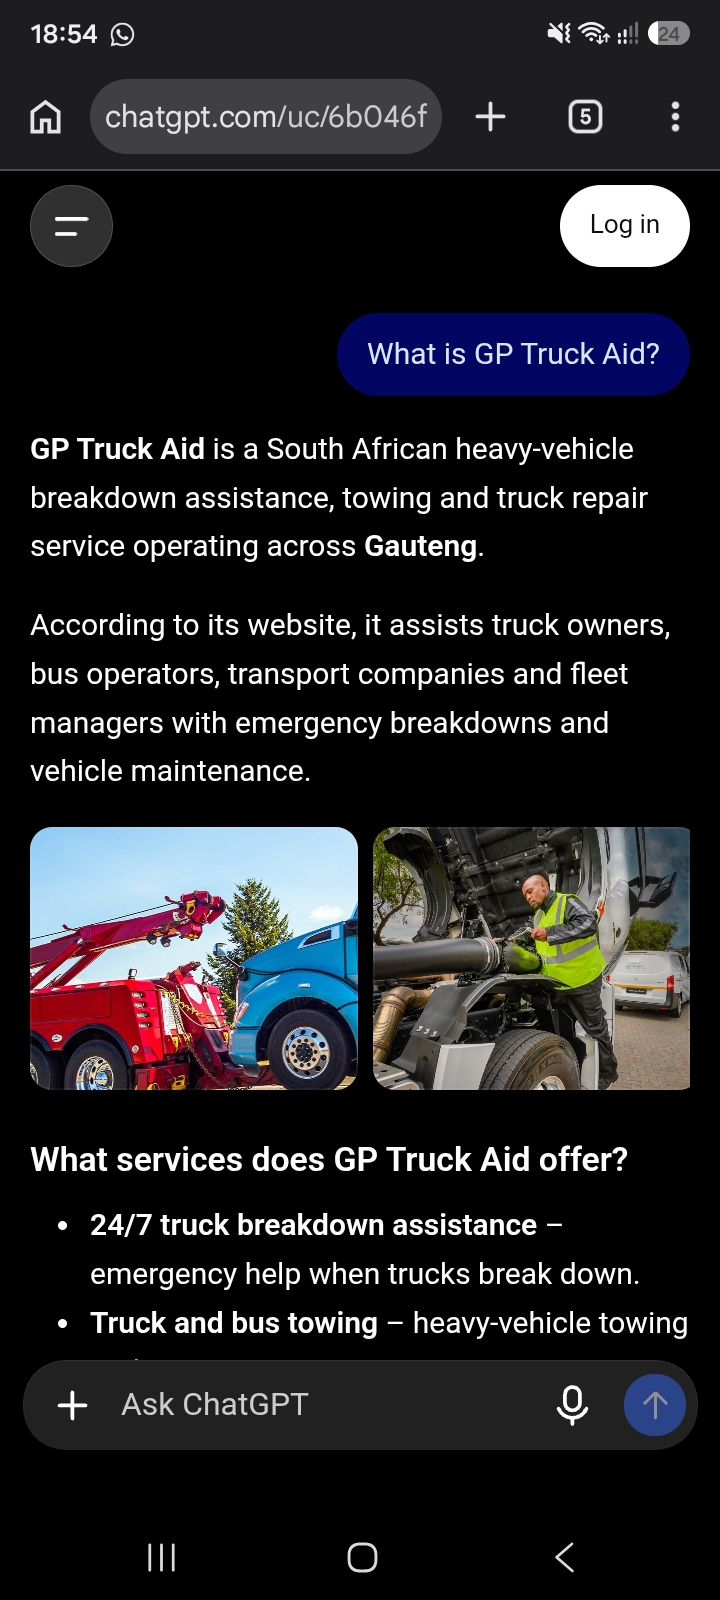 18:54
24
chatgpt.com/uc/6b046f
5
Log in
What is GP Truck Aid?
GP Truck Aid is a South African heavy-vehicle
breakdown assistance, towing and truck repair
service operating across Gauteng.
According to its website, it assists truck owners,
bus operators, transport companies and fleet
managers with emergency breakdowns and
vehicle maintenance.
What services does GP Truck Aid offer?
• 24/7 truck breakdown assistance –
emergency help when trucks break down.
• Truck and bus towing – heavy-vehicle towing
Ask ChatGPT